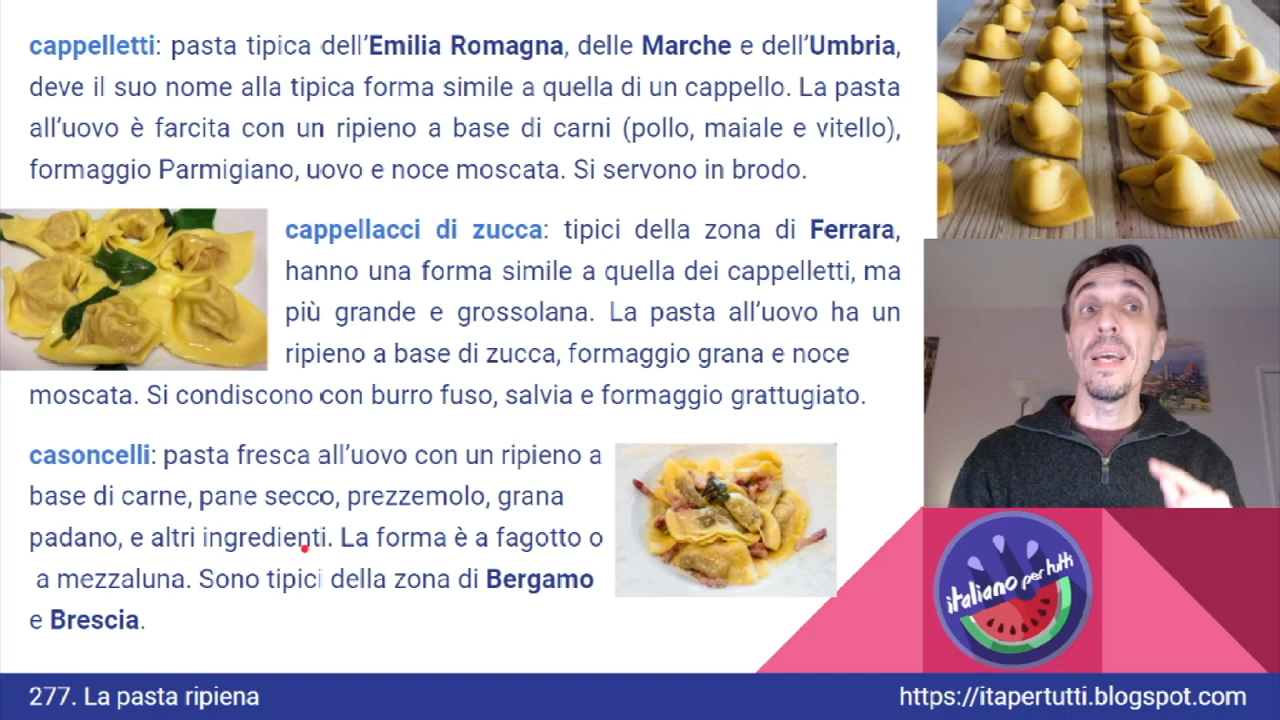 cappelletti: pasta tipica dell'Emilia Romagna, delle Marche e dell'Umbria,
deve il suo nome alla tipica forma simile a quella di un cappello. La pasta
all'uovo è farcita con un ripieno a base di carni (pollo, maiale e vitello),
formaggio Parmigiano, uovo e noce moscata. Si servono in brodo.
cappellacci di zucca: tipici della zona di Ferrara,
hanno una forma simile a quella dei cappelletti, ma
più grande e grossolana. La pasta all'uovo ha un
ripieno a base di zucca, formaggio grana e noce
moscata. Si condiscono con burro fuso, salvia e formaggio grattugiato.
casoncelli: pasta fresca all'uovo con un ripieno a
base di carne, pane secco, prezzemolo, grana
padano, e altri ingredienti. La forma è a fagotto o
a mezzaluna. Sono tipici della zona di Bergamo
e Brescia.
italiano per tutti
277. La pasta ripiena
https://itapertutti.blogspot.com